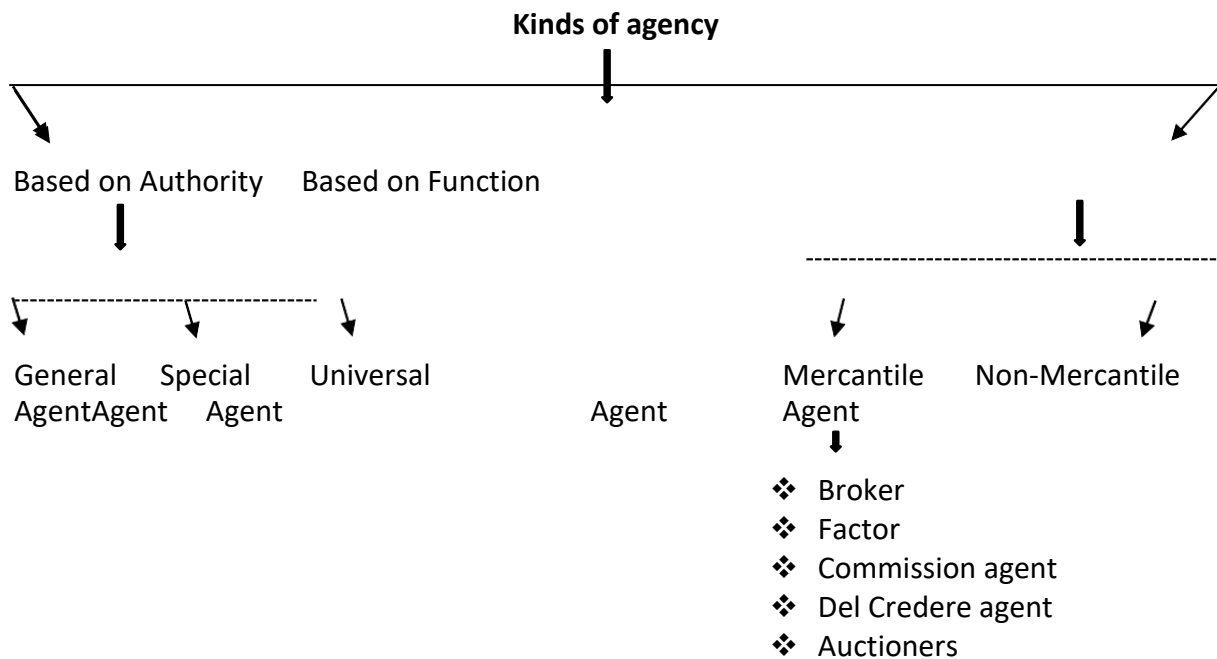 Kinds of agency
Based on Authority Based on Function
General Special Universal Mercantile Non-Mercantile
AgentAgent Agent Agent Agent
❖ Broker
❖ Factor
❖ Commission agent
❖ Del Credere agent
❖ Auctioners